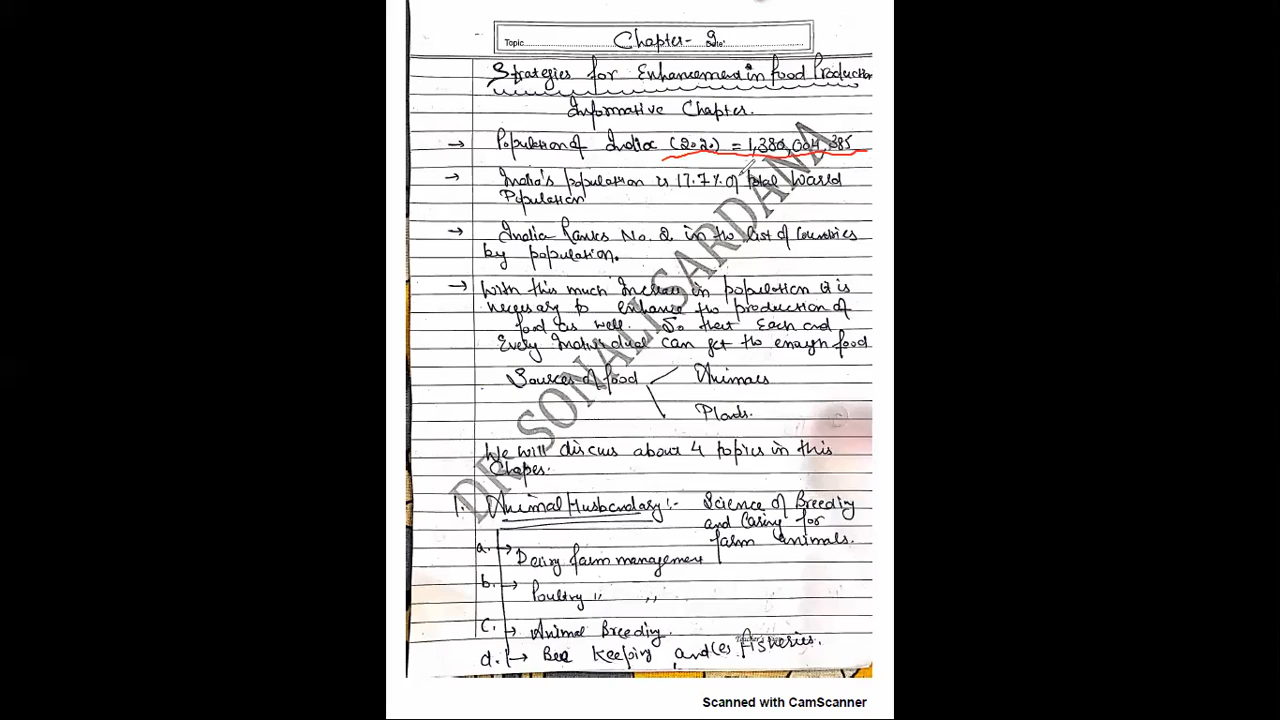 Topic Chapter-9 Date:
Strategies for Enhancement in Food Production
Informative Chapter.
→ Population of India (2020) = 1,380,004,385
→ India's population is 17.7% of total World
Population
→ India Ranks No. 2 in the list of Countries
by population.
→ With this much Increase in population it is
necessary to enhance the production of
food as well. So that Each and
Every Individual can get the enough food
Sources of food Animals
Plants.
We will discuss about 4 topics in this
Chapter.
1. Animal Husbandary :- Science of Breeding
and Caring for
farm animals.
a. → Dairy farm management
b. → Poultry " "
c. → Animal Breeding.
d. → Bee keeping and (e) fisheries.
DR. SONALI SARDANA
Scanned with CamScanner